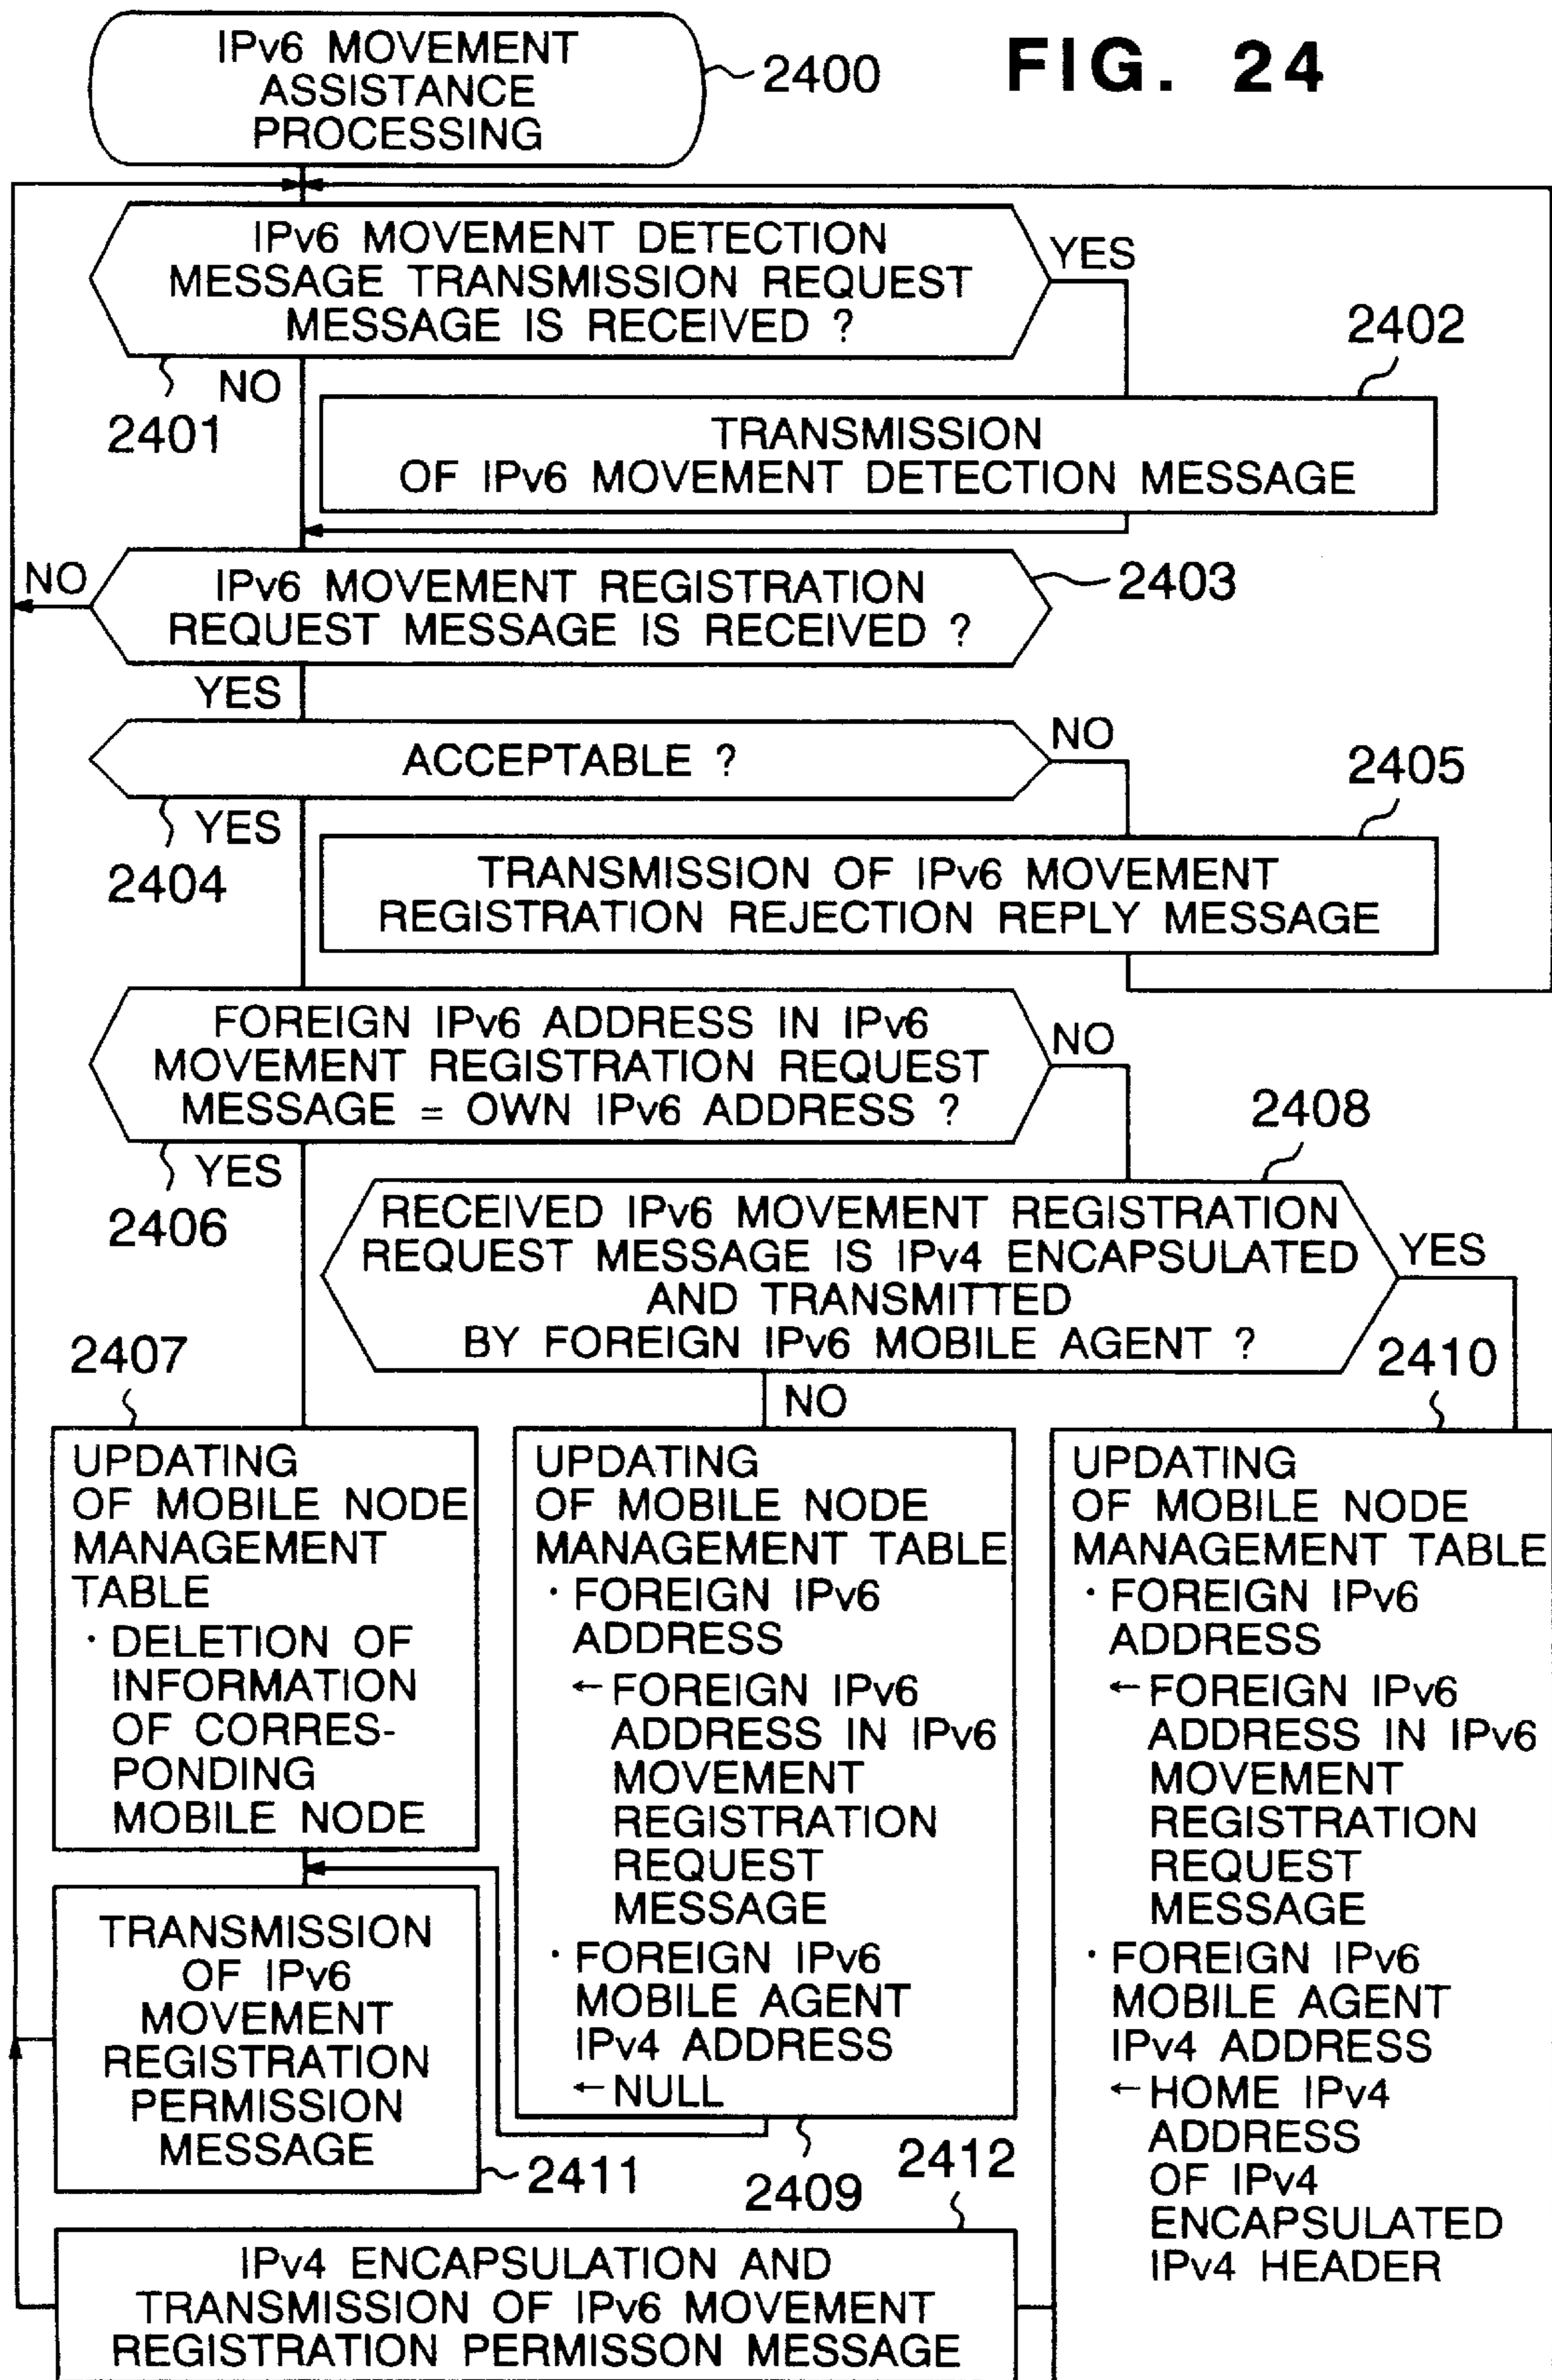 IPv6 MOVEMENT
ASSISTANCE
PROCESSING
2400
FIG. 24
IPv6 MOVEMENT DETECTION
MESSAGE TRANSMISSION REQUEST
MESSAGE IS RECEIVED ?
YES
NO
2401
2402
TRANSMISSION
OF IPv6 MOVEMENT DETECTION MESSAGE
NO
IPv6 MOVEMENT REGISTRATION
REQUEST MESSAGE IS RECEIVED ?
2403
YES
ACCEPTABLE ?
NO
YES
2404
2405
TRANSMISSION OF IPv6 MOVEMENT
REGISTRATION REJECTION REPLY MESSAGE
FOREIGN IPv6 ADDRESS IN IPv6
MOVEMENT REGISTRATION REQUEST
MESSAGE = OWN IPv6 ADDRESS ?
NO
YES
2406
2408
RECEIVED IPv6 MOVEMENT REGISTRATION
REQUEST MESSAGE IS IPv4 ENCAPSULATED
AND TRANSMITTED
BY FOREIGN IPv6 MOBILE AGENT ?
YES
NO
2407
UPDATING
OF MOBILE NODE
MANAGEMENT
TABLE
· DELETION OF
INFORMATION
OF CORRES-
PONDING
MOBILE NODE
UPDATING
OF MOBILE NODE
MANAGEMENT TABLE
· FOREIGN IPv6
ADDRESS
← FOREIGN IPv6
ADDRESS IN IPv6
MOVEMENT
REGISTRATION
REQUEST
MESSAGE
· FOREIGN IPv6
MOBILE AGENT
IPv4 ADDRESS
← NULL
2409
2410
UPDATING
OF MOBILE NODE
MANAGEMENT TABLE
· FOREIGN IPv6
ADDRESS
← FOREIGN IPv6
ADDRESS IN IPv6
MOVEMENT
REGISTRATION
REQUEST
MESSAGE
· FOREIGN IPv6
MOBILE AGENT
IPv4 ADDRESS
← HOME IPv4
ADDRESS
OF IPv4
ENCAPSULATED
IPv4 HEADER
TRANSMISSION
OF IPv6
MOVEMENT
REGISTRATION
PERMISSION
MESSAGE
2411
2412
IPv4 ENCAPSULATION AND
TRANSMISSION OF IPv6 MOVEMENT
REGISTRATION PERMISSON MESSAGE